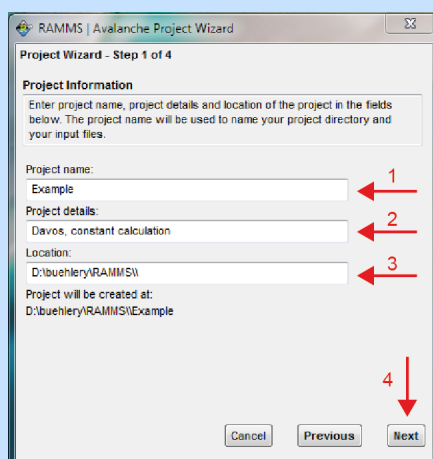 RAMMS | Avalanche Project Wizard
Project Wizard - Step 1 of 4
Project Information
Enter project name, project details and location of the project in the fields
below. The project name will be used to name your project directory and
your input files.
Project name:
Example
1
Project details:
Davos, constant calculation
2
Location:
D:\buehlery\RAMMS\\
3
Project will be created at:
D:\buehlery\RAMMS\\Example
4
Cancel Previous Next